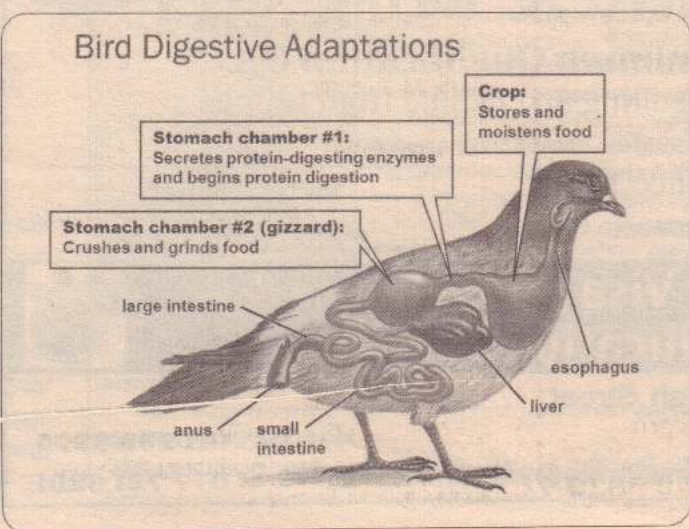 Bird Digestive Adaptations
Crop:
Stores and
moistens food
Stomach chamber #1:
Secretes protein-digesting enzymes
and begins protein digestion
Stomach chamber #2 (gizzard):
Crushes and grinds food
large intestine
esophagus
liver
anus
small
intestine